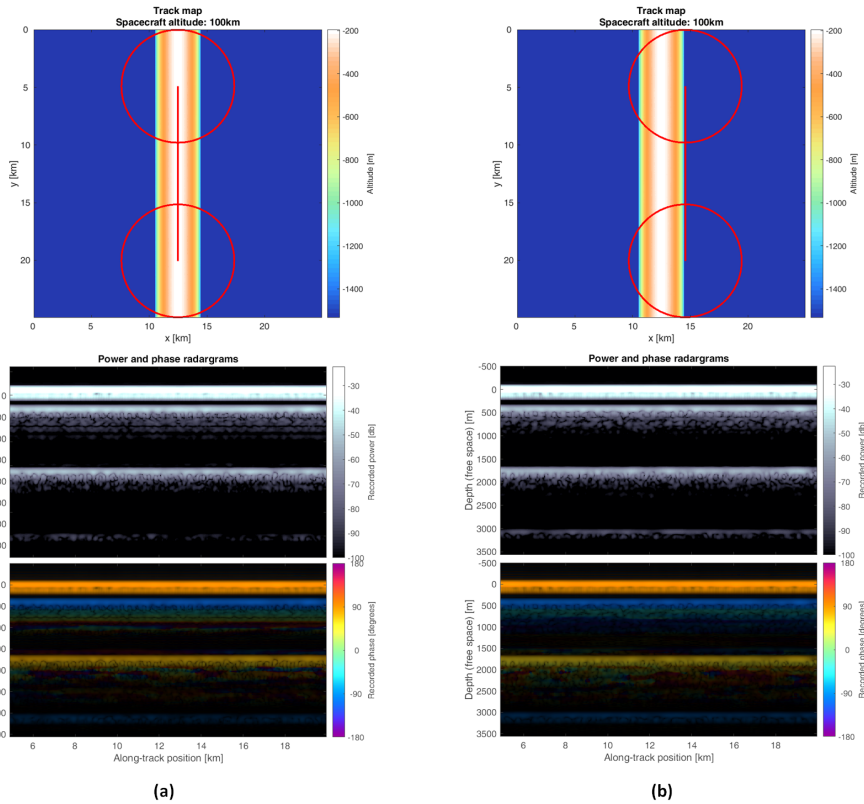 Track map
Spacecraft altitude: 100km
0
5
10
15
20
y [km]
0
10
20
x [km]
-200
-400
-600
-800
-1000
-1200
-1400
Altitude [m]
Power and phase radargrams
-30
-40
-50
-60
-70
-80
-90
-100
Recorded power [db]
180
90
0
-90
-180
Recorded phase [degrees]
6 8 10 12 14 16 18
Along-track position [km]
(a)
Track map
Spacecraft altitude: 100km
0
5
10
15
20
y [km]
0 5 10 15 20
x [km]
-200
-400
-600
-800
-1000
-1200
-1400
Altitude [m]
Power and phase radargrams
-500
0
500
1000
1500
2000
2500
3000
3500
Depth (free space) [m]
-30
-40
-50
-60
-70
-80
-90
-100
Recorded power [db]
-500
0
500
1000
1500
2000
2500
3000
3500
Depth (free space) [m]
180
90
0
-90
-180
Recorded phase [degrees]
6 8 10 12 14 16 18
Along-track position [km]
(b)